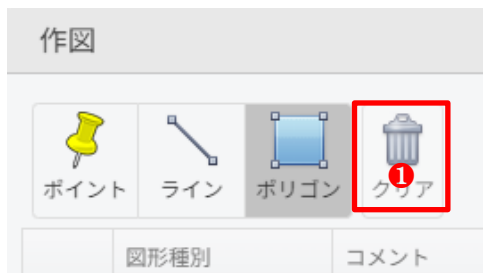 作図
ポイント ライン ポリゴン クリア
❶
図形種別 コメント